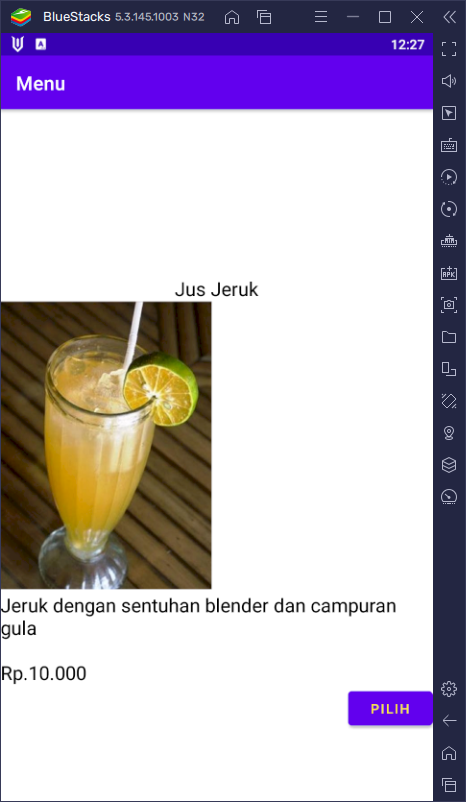 BlueStacks 5.3.145.1003 N32
A 12:27
Menu
Jus Jeruk
Jeruk dengan sentuhan blender dan campuran
gula
Rp.10.000
PILIH
APK